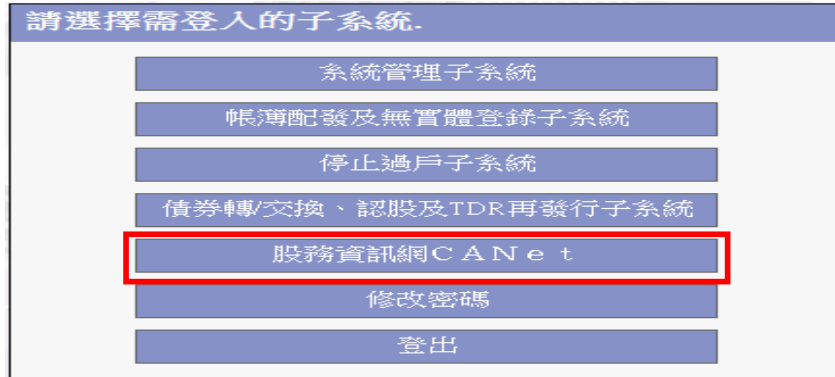 請選擇需登入的子系統.
系統管理子系統
帳簿配發及無實體登錄子系統
停止過戶子系統
債券轉/交換、認股及TDR再發行子系統
股務資訊網ＣＡＮｅｔ
修改密碼
登出